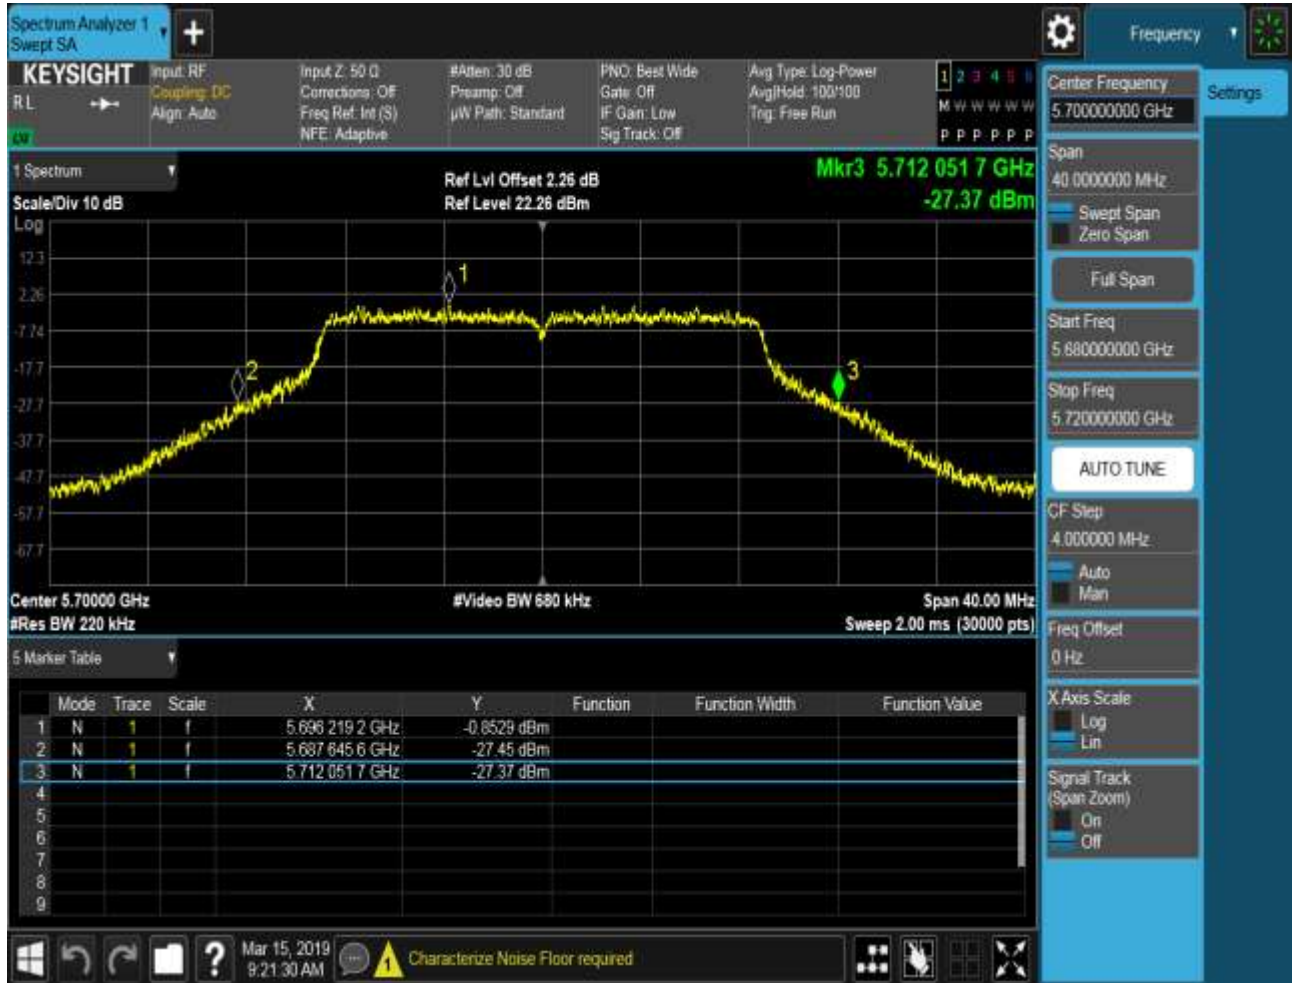 Spectrum Analyzer 1
Swept SA
Frequency
KEYSIGHT
R L
Input: RF
Coupling: DC
Align: Auto
Input Z: 50 Ω
Corrections: Off
Freq Ref: Int (S)
NFE: Adaptive
#Atten: 30 dB
Preamp: Off
µW Path: Standard
PNO: Best Wide
Gate: Off
IF Gain: Low
Sig Track: Off
Avg Type: Log-Power
Avg|Hold: 100/100
Trig: Free Run
1 2 3 4 5 6
M W W W W W
P P P P P P
1 Spectrum
Scale/Div 10 dB
Ref Lvl Offset 2.26 dB
Ref Level 22.26 dBm
Mkr3 5.712 051 7 GHz
-27.37 dBm
Log
12.3
2.26
-7.74
-17.7
-27.7
-37.7
-47.7
-57.7
-67.7
1
2
3
Center 5.70000 GHz
#Res BW 220 kHz
#Video BW 680 kHz
Span 40.00 MHz
Sweep 2.00 ms (30000 pts)
5 Marker Table
Mode Trace Scale X Y Function Function Width Function Value
1 N 1 f 5.696 219 2 GHz -0.8529 dBm
2 N 1 f 5.687 645 6 GHz -27.45 dBm
3 N 1 f 5.712 051 7 GHz -27.37 dBm
4
5
6
7
8
9
Center Frequency
5.700000000 GHz
Settings
Span
40.0000000 MHz
Swept Span
Zero Span
Full Span
Start Freq
5.680000000 GHz
Stop Freq
5.720000000 GHz
AUTO TUNE
CF Step
4.000000 MHz
Auto
Man
Freq Offset
0 Hz
X Axis Scale
Log
Lin
Signal Track
(Span Zoom)
On
Off
?
Mar 15, 2019
9:21:30 AM
1
Characterize Noise Floor required